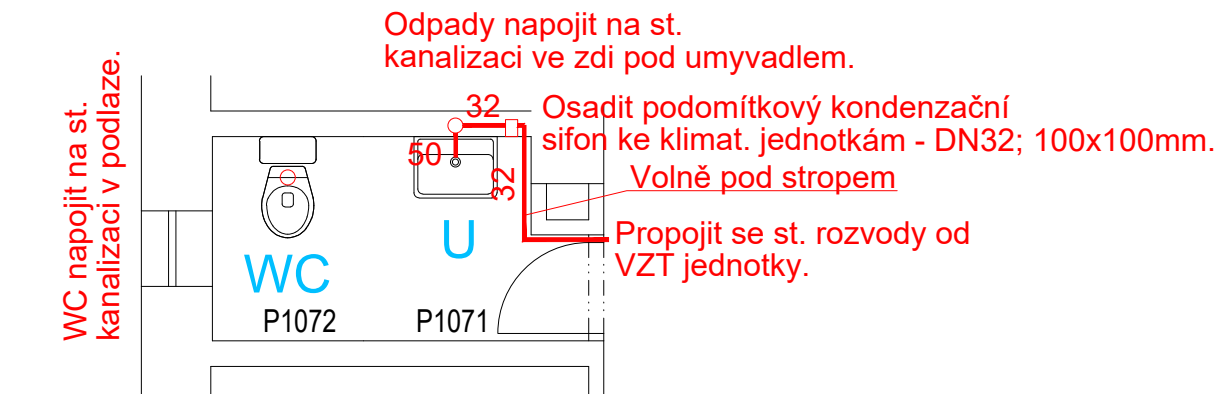 Odpady napojit na st.
kanalizaci ve zdi pod umyvadlem.
WC napojit na st.
kanalizaci v podlaze.
32
Osadit podomítkový kondenzační
sifon ke klimat. jednotkám - DN32; 100x100mm.
50
32
Volně pod stropem
U
Propojit se st. rozvody od
VZT jednotky.
WC
P1072
P1071